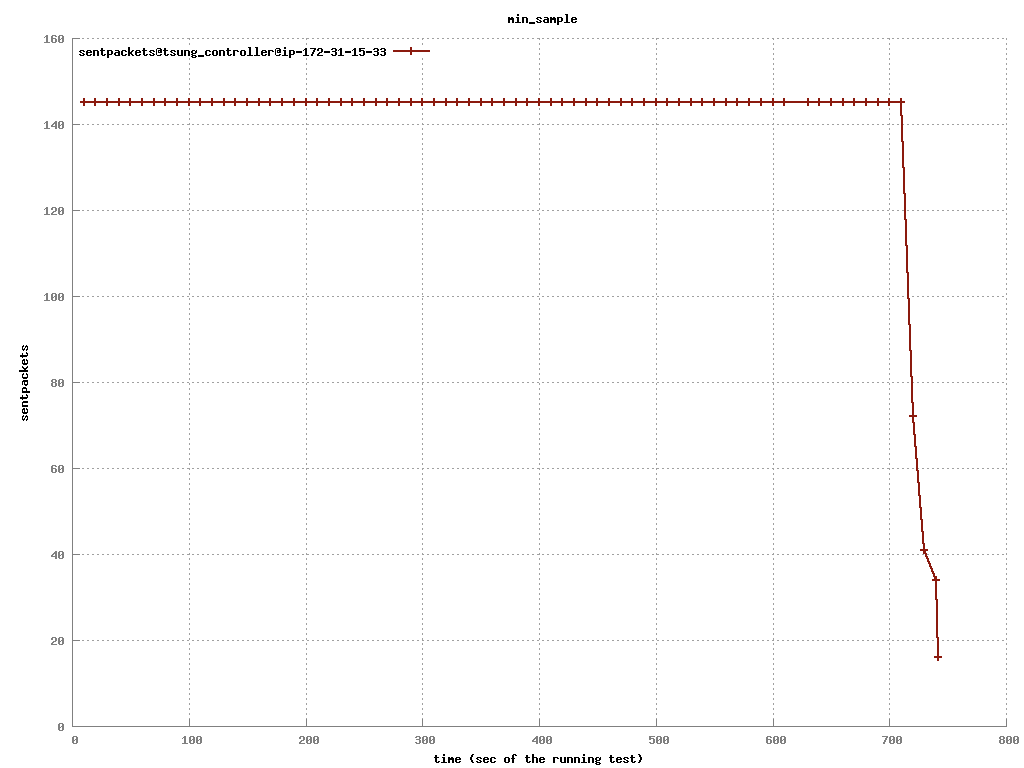 min_sample
160
sentpackets@tsung_controller@ip-172-31-15-33
140
120
100
80
60
40
20
0
sentpackets
0 100 200 300 400 500 600 700 800
time (sec of the running test)